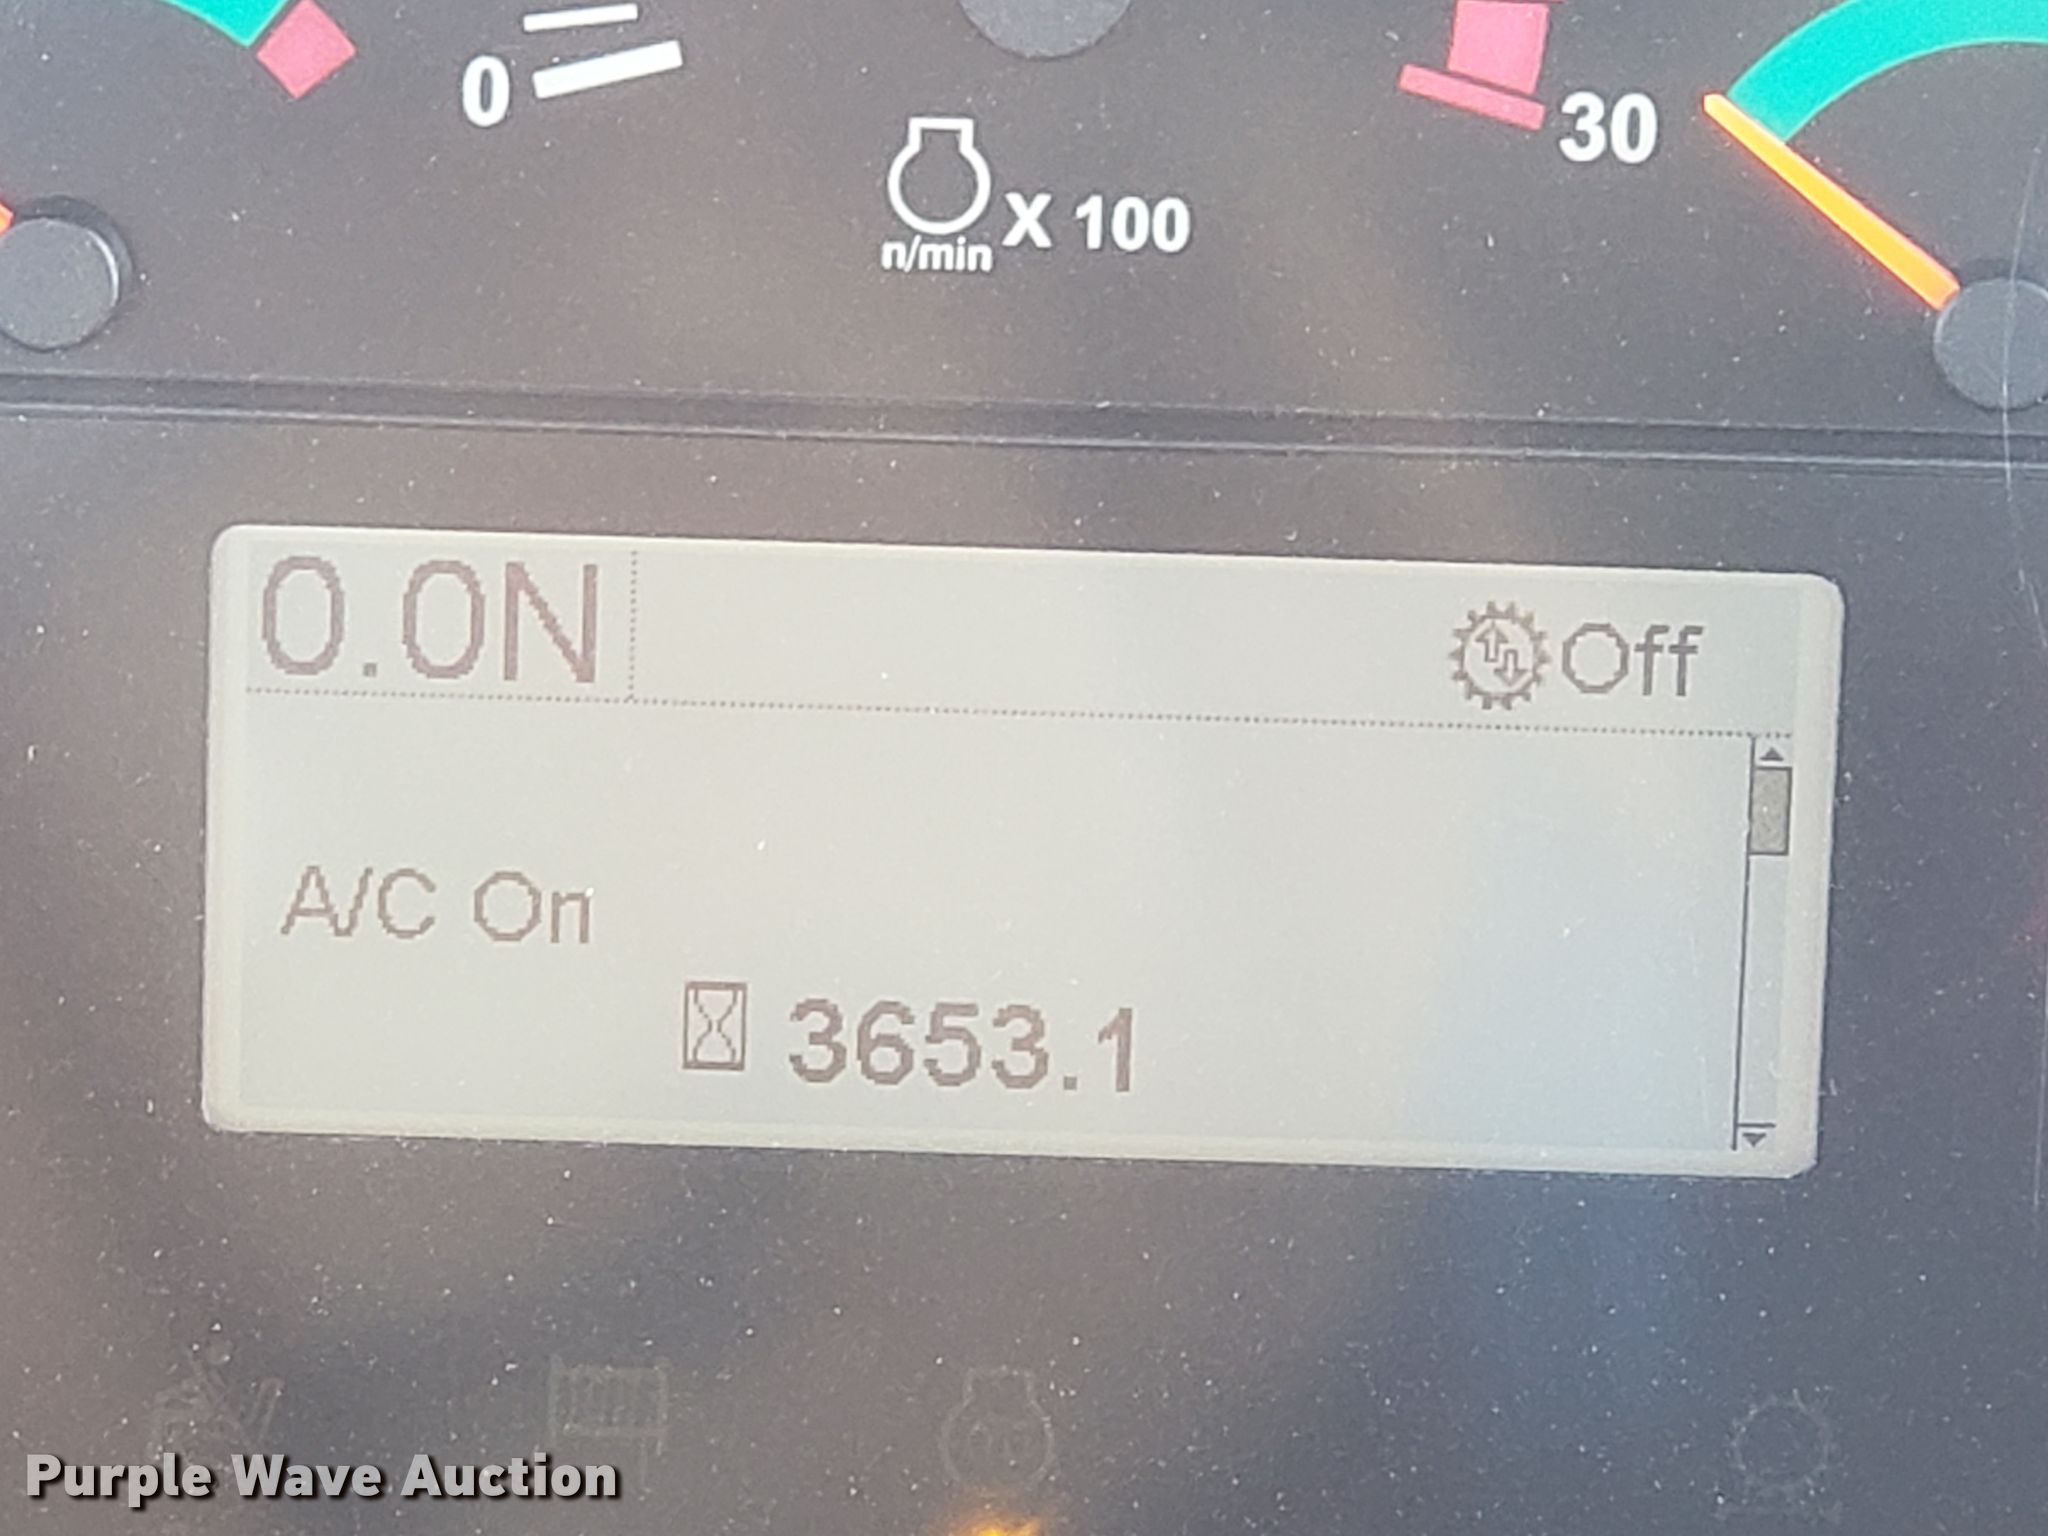 0
30
X 100
n/min
0.0N
Off
A/C On
3653.1
Purple Wave Auction